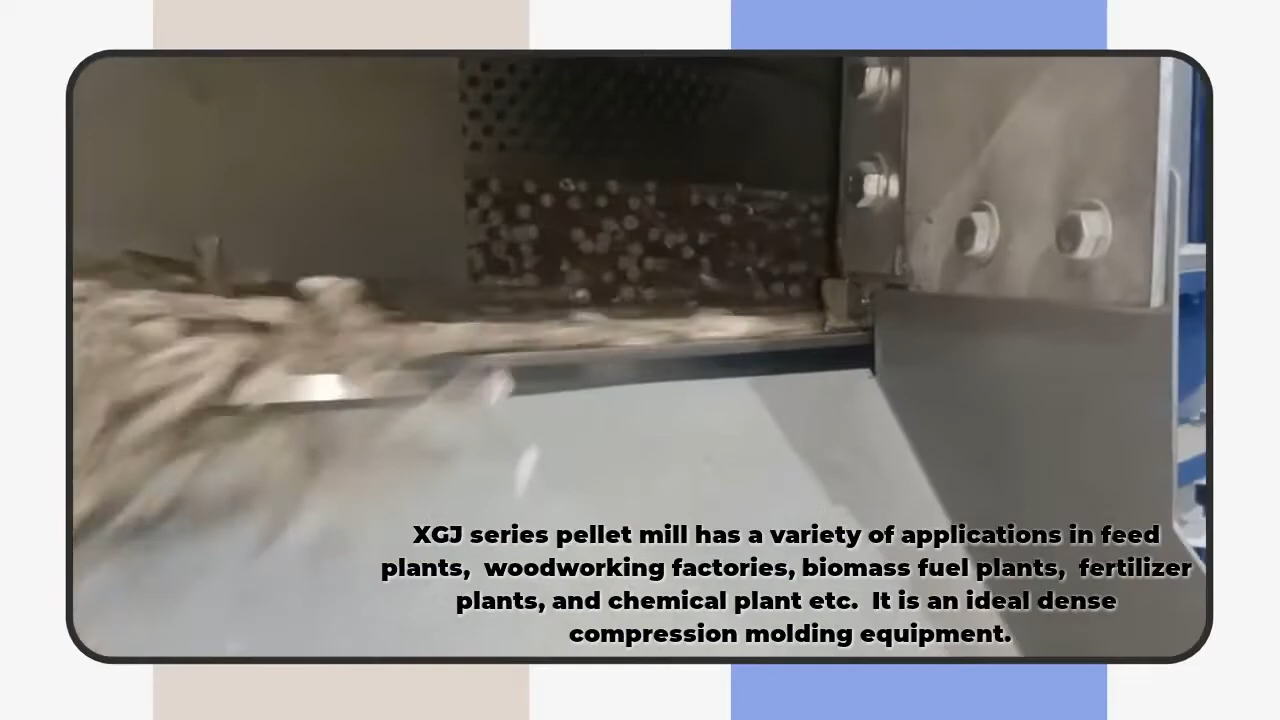 XGJ series pellet mill has a variety of applications in feed
plants,  woodworking factories, biomass fuel plants,  fertilizer
plants, and chemical plant etc.  It is an ideal dense
compression molding equipment.